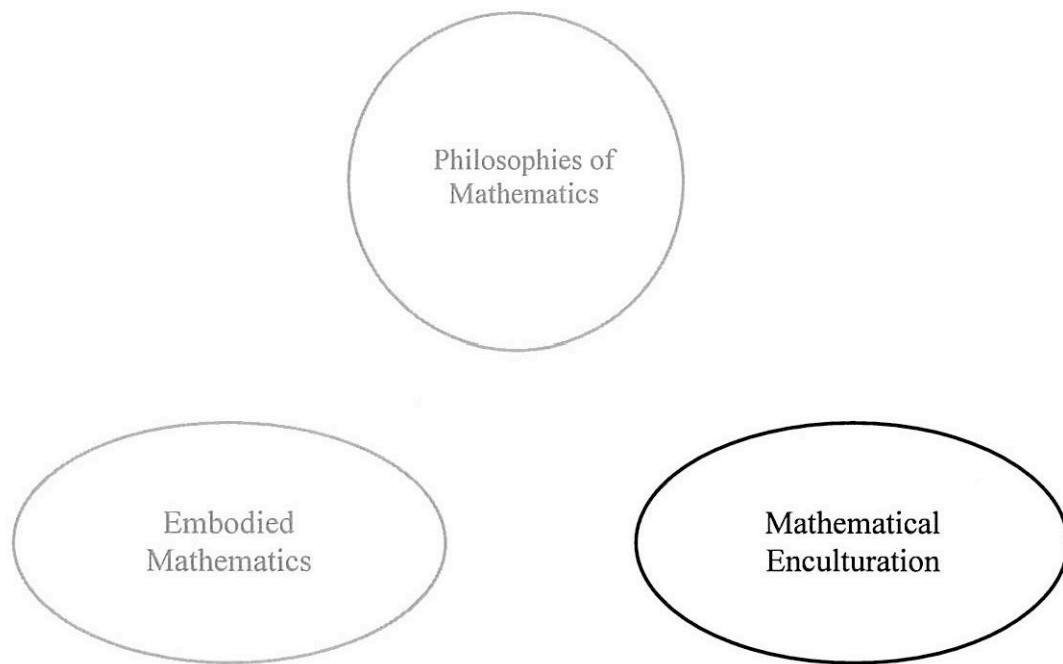 Philosophies of
Mathematics
Embodied
Mathematics
Mathematical
Enculturation